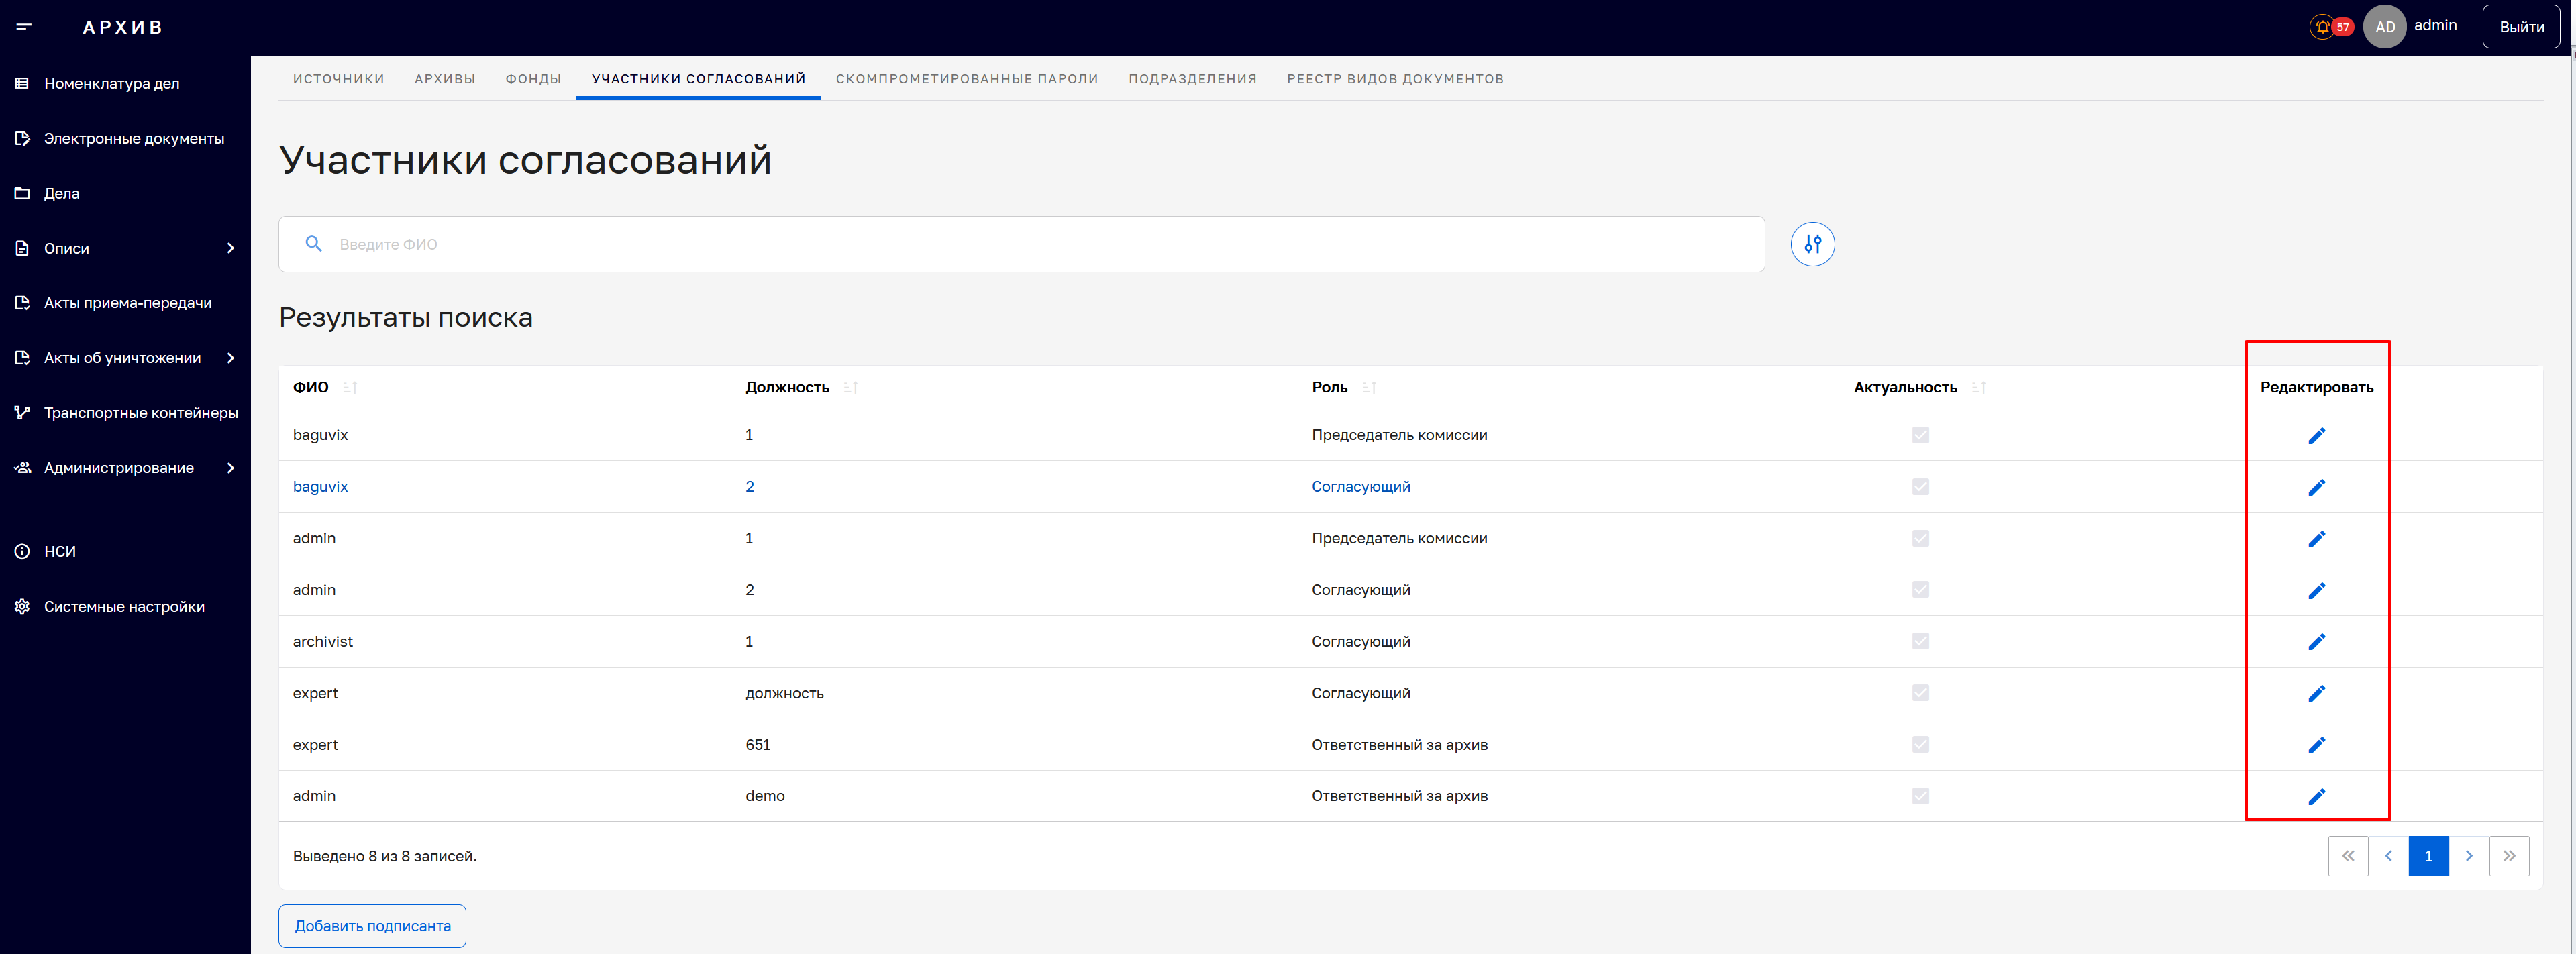 АРХИВ
57
AD
admin
Выйти
Номенклатура дел
Электронные документы
Дела
Описи
Акты приема-передачи
Акты об уничтожении
Транспортные контейнеры
Администрирование
НСИ
Системные настройки
ИСТОЧНИКИ АРХИВЫ ФОНДЫ УЧАСТНИКИ СОГЛАСОВАНИЙ СКОМПРОМЕТИРОВАННЫЕ ПАРОЛИ ПОДРАЗДЕЛЕНИЯ РЕЕСТР ВИДОВ ДОКУМЕНТОВ
Участники согласований
Введите ФИО
Результаты поиска
ФИО Должность Роль Актуальность Редактировать
baguvix 1 Председатель комиссии
baguvix 2 Согласующий
admin 1 Председатель комиссии
admin 2 Согласующий
archivist 1 Согласующий
expert должность Согласующий
expert 651 Ответственный за архив
admin demo Ответственный за архив
Выведено 8 из 8 записей.
1
Добавить подписанта